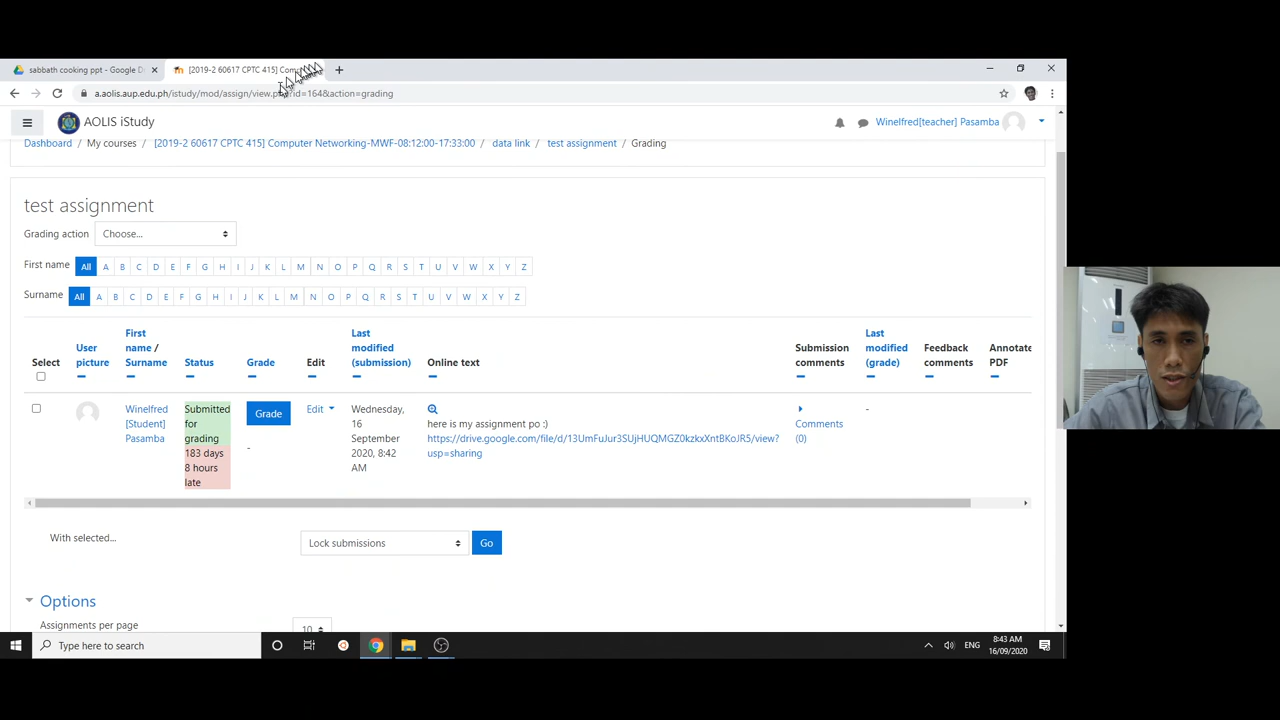 sabbath cooking ppt - Google D
[2019-2 60617 CPTC 415] Com
a.aolis.aup.edu.ph/istudy/mod/assign/view.p id=164&action=grading
AOLIS iStudy
Winelfred[teacher] Pasamba
Dashboard / My courses / [2019-2 60617 CPTC 415] Computer Networking-MWF-08:12:00-17:33:00 / data link / test assignment / Grading
test assignment
Grading action Choose...
First name All A B C D E F G H I J K L M N O P Q R S T U V W X Y Z
Surname All A B C D E F G H I J K L M N O P Q R S T U V W X Y Z
Select
User picture
First name / Surname
Status
Grade
Edit
Last modified (submission)
Online text
Submission comments
Last modified (grade)
Feedback comments
Annotate PDF
Winelfred [Student] Pasamba
Submitted for grading
183 days 8 hours late
Grade
-
Edit
Wednesday, 16 September 2020, 8:42 AM
here is my assignment po :)
https://drive.google.com/file/d/13UmFuJur3SUjHUQMGZ0kzkxXntBKoJR5/view?
usp=sharing
Comments (0)
-
With selected...
Lock submissions
Go
Options
Assignments per page
10
Type here to search
ENG
8:43 AM
16/09/2020